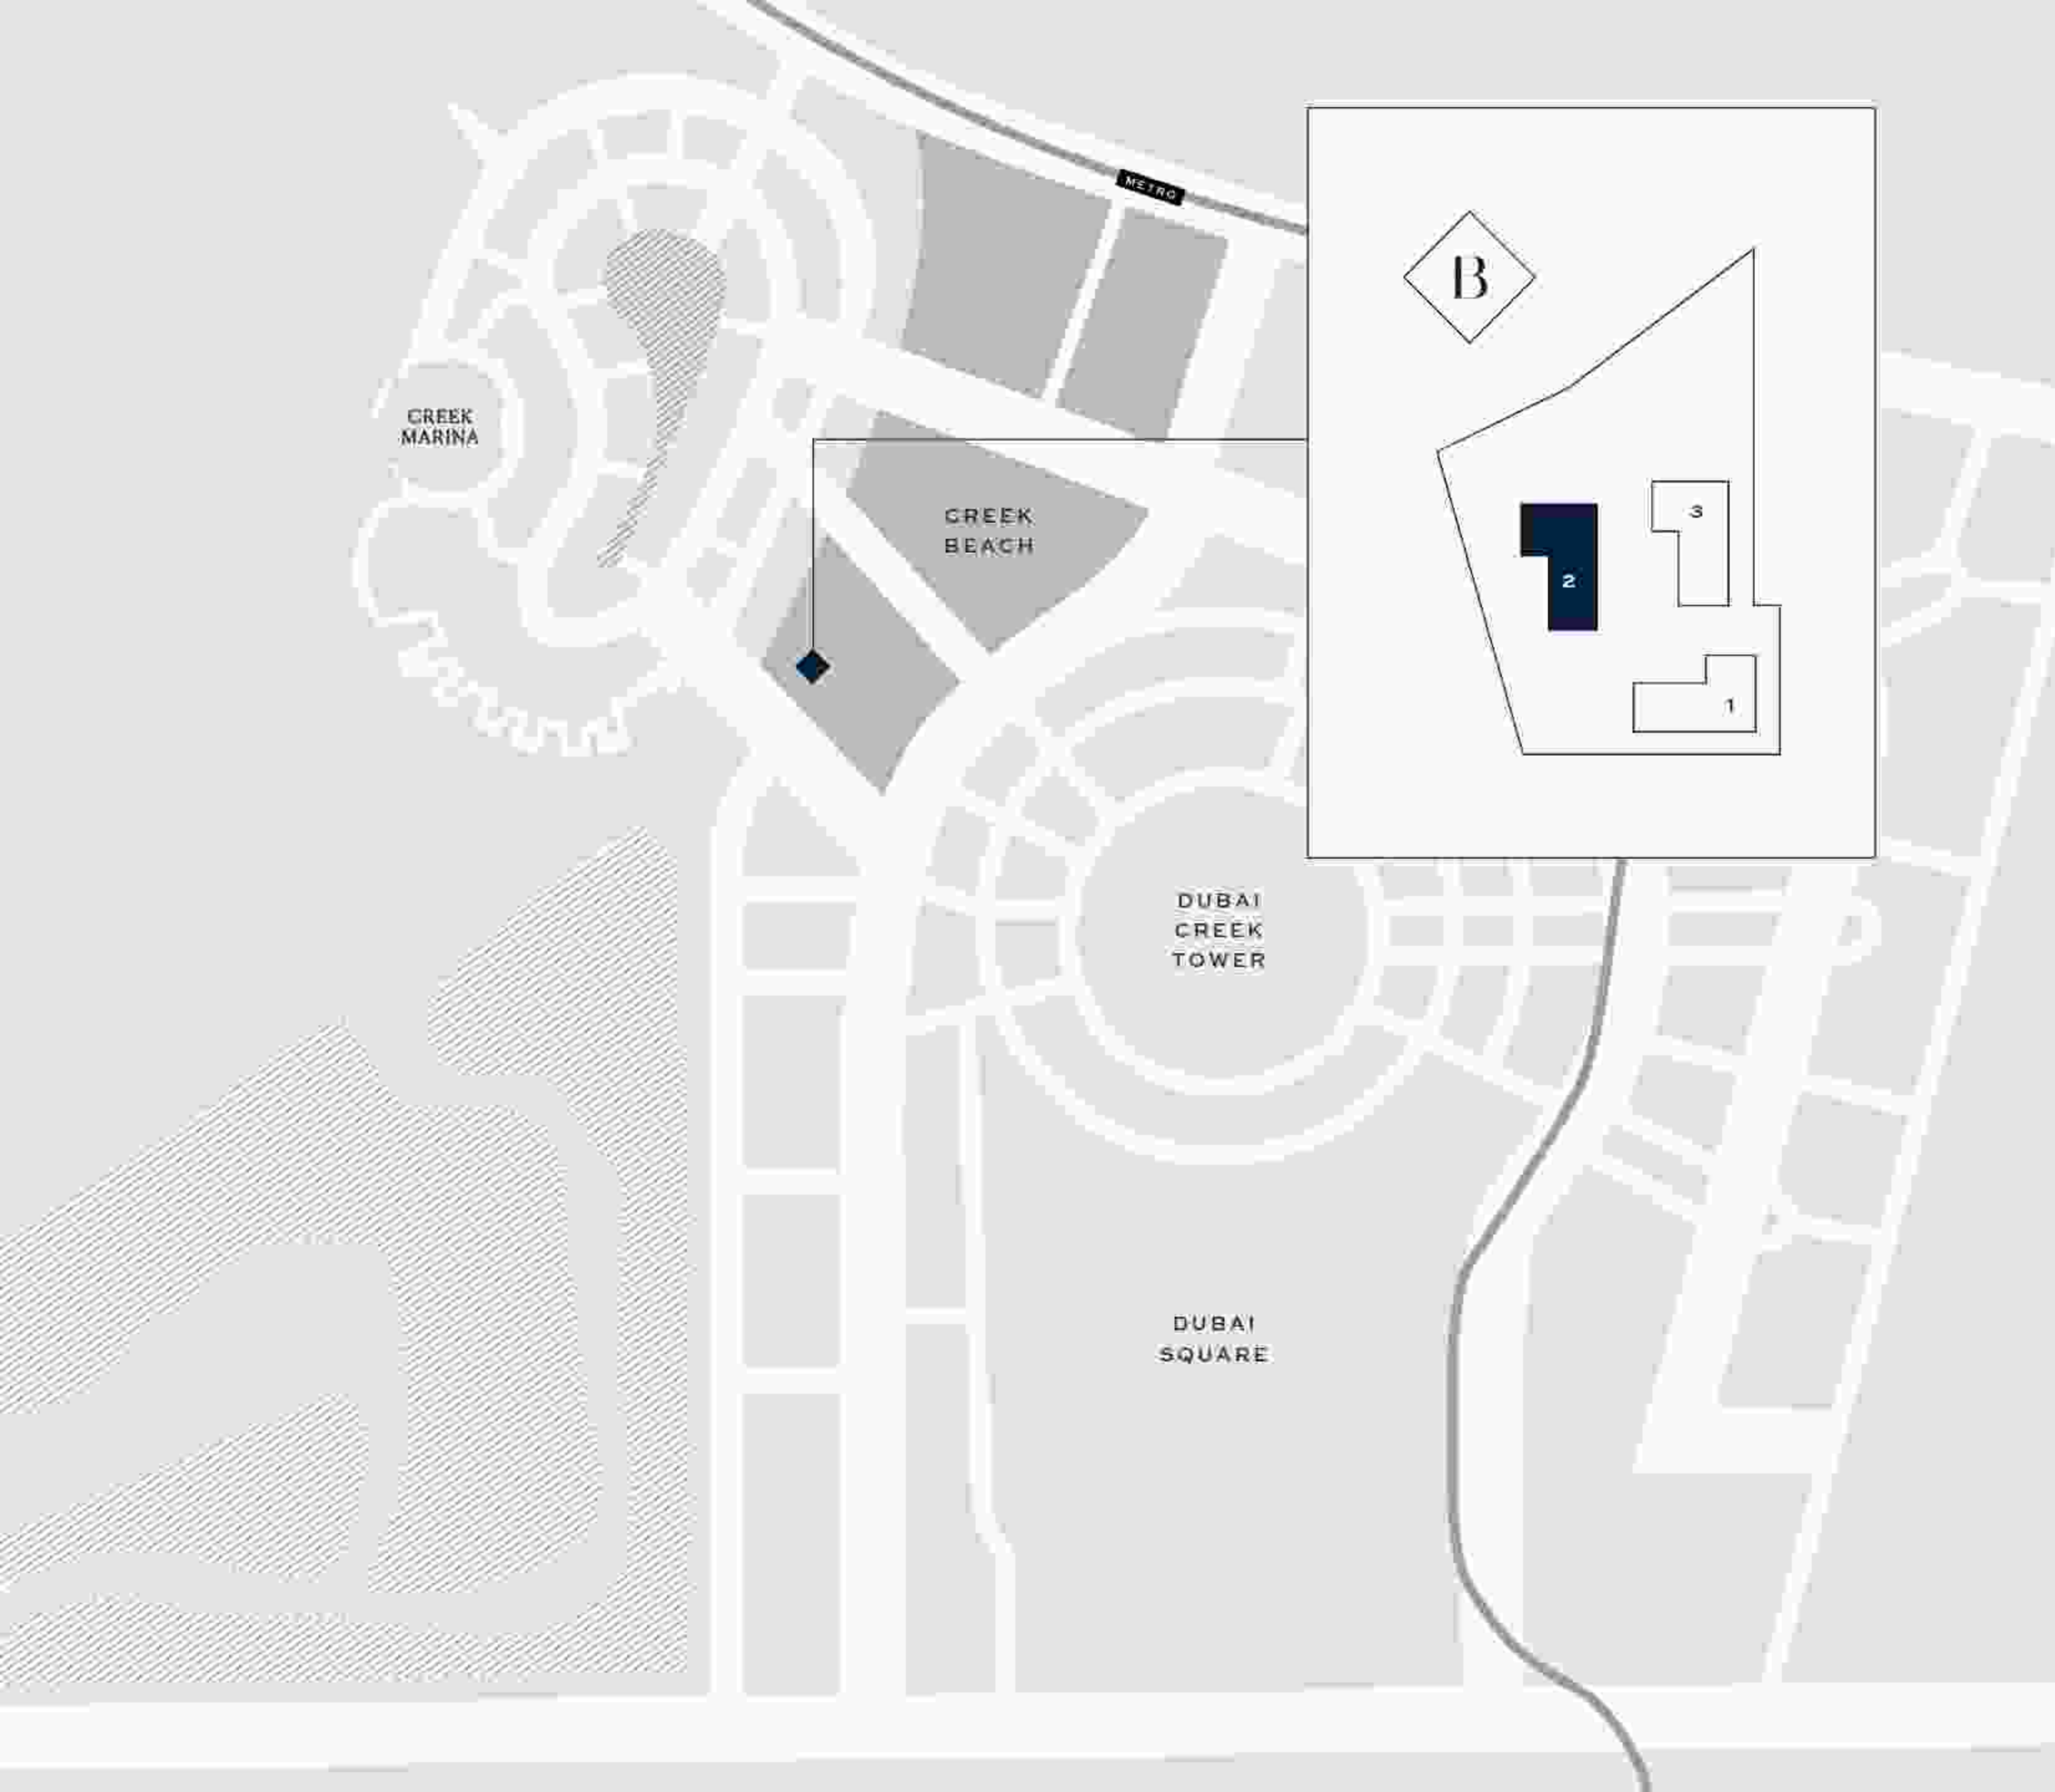 METRO
B
CREEK
MARINA
CREEK
BEACH
3
2
1
DUBAI
CREEK
TOWER
DUBAI
SQUARE